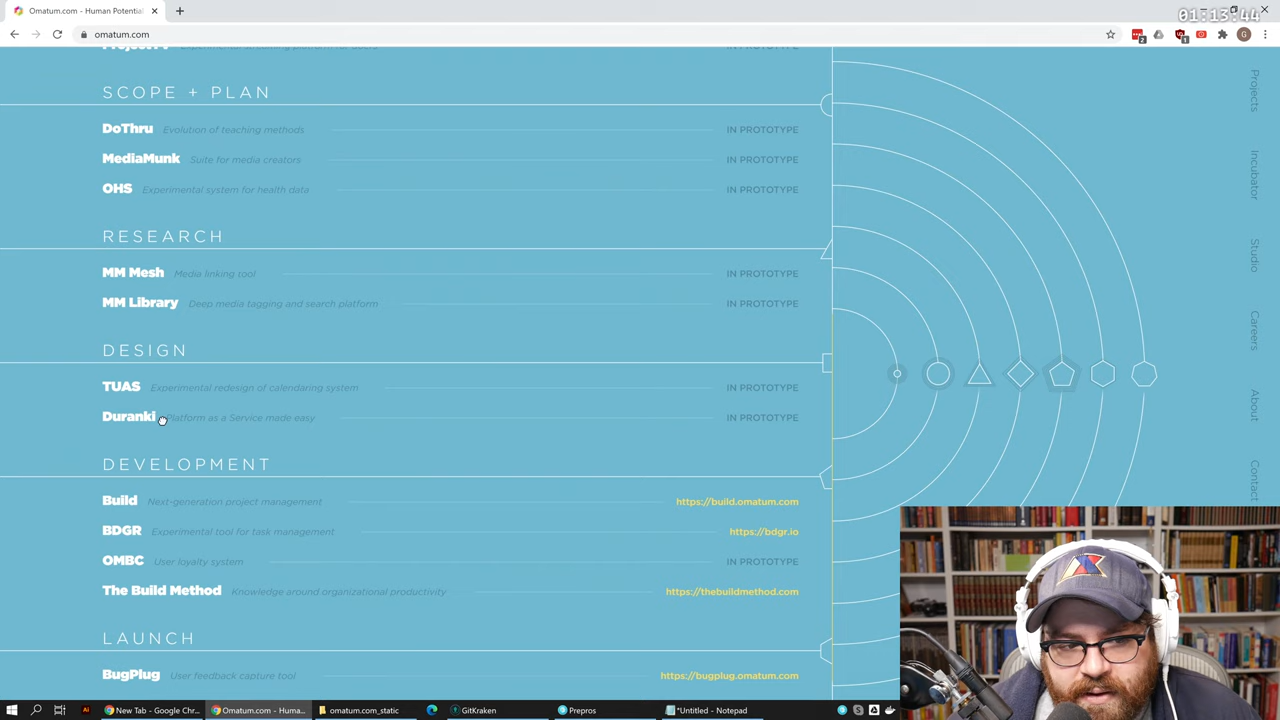 Omatum.com - Human Potentia
01:13:44
omatum.com
SCOPE + PLAN
DoThru Evolution of teaching methods IN PROTOTYPE
MediaMunk Suite for media creators IN PROTOTYPE
OHS Experimental system for health data IN PROTOTYPE
RESEARCH
MM Mesh Media linking tool IN PROTOTYPE
MM Library Deep media tagging and search platform IN PROTOTYPE
DESIGN
TUAS Experimental redesign of calendaring system IN PROTOTYPE
Duranki Platform as a Service made easy IN PROTOTYPE
DEVELOPMENT
Build Next-generation project management https://build.omatum.com
BDGR Experimental tool for task management https://bdgr.io
OMBC User loyalty system IN PROTOTYPE
The Build Method Knowledge around organizational productivity https://thebuildmethod.com
LAUNCH
BugPlug User feedback capture tool https://bugplug.omatum.com
Projects
Incubator
Studio
Careers
About
Contact
New Tab - Google Chr...
Omatum.com - Huma...
omatum.com_static
GitKraken
Prepros
*Untitled - Notepad